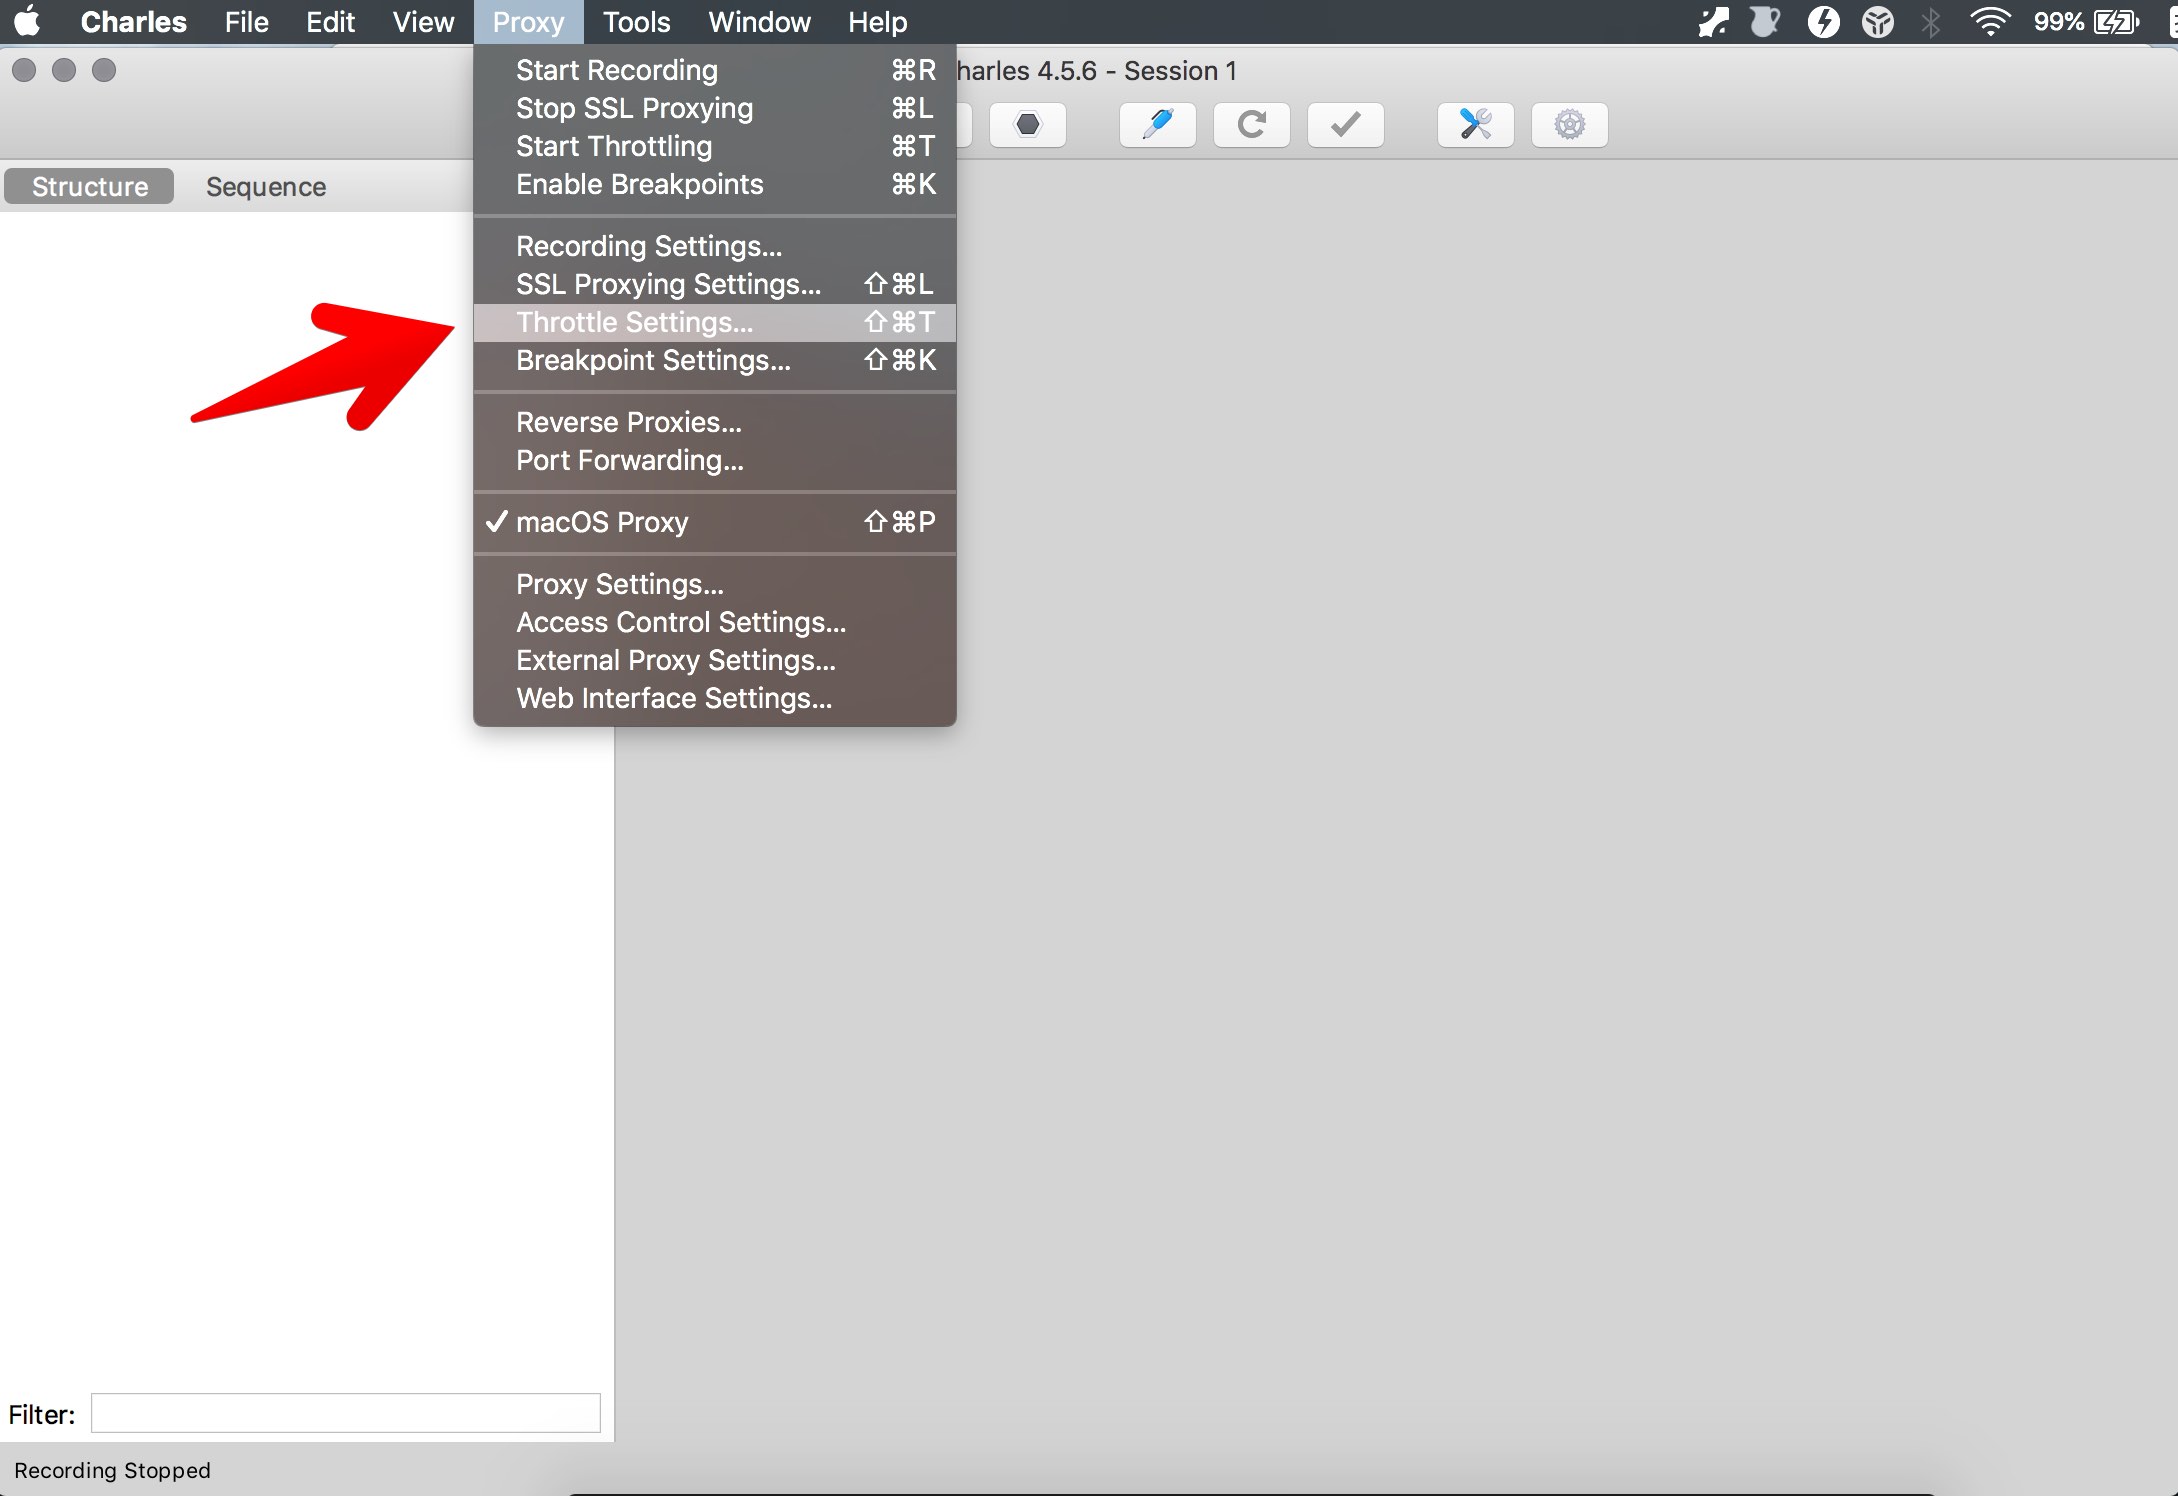 Charles File Edit View Proxy Tools Window Help 99%
harles 4.5.6 - Session 1
Start Recording ⌘R
Stop SSL Proxying ⌘L
Start Throttling ⌘T
Enable Breakpoints ⌘K
Structure Sequence
Recording Settings...
SSL Proxying Settings... ⇧⌘L
Throttle Settings... ⇧⌘T
Breakpoint Settings... ⇧⌘K
Reverse Proxies...
Port Forwarding...
✓ macOS Proxy ⇧⌘P
Proxy Settings...
Access Control Settings...
External Proxy Settings...
Web Interface Settings...
Filter:
Recording Stopped